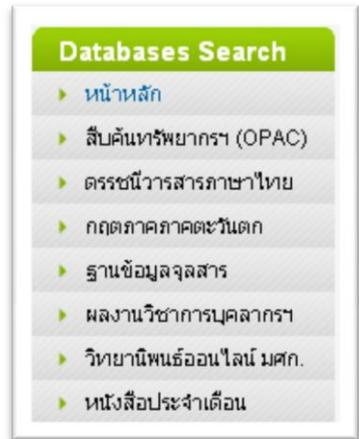 Databases Search
หน้าหลัก
สืบค้นทรัพยากรฯ (OPAC)
ดรรชนีวารสารภาษาไทย
กฤตภาคภาคตะวันตก
ฐานข้อมูลจุลสาร
ผลงานวิชาการบุคลากรฯ
วิทยานิพนธ์ออนไลน์ มศก.
หนังสือประจำเดือน